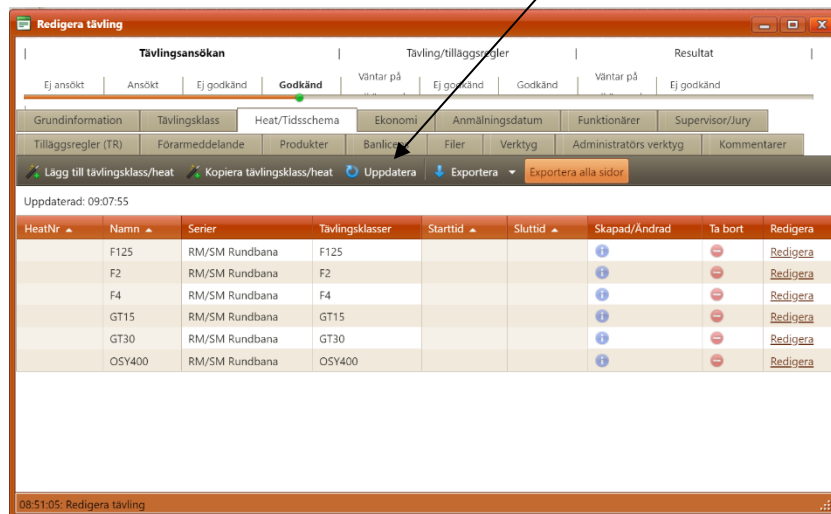 Redigera tävling
Tävlingsansökan Tävling/tilläggsregler Resultat
Ej ansökt Ansökt Ej godkänd Godkänd Väntar på Ej godkänd Godkänd Väntar på Ej godkänd
Grundinformation Tävlingsklass Heat/Tidsschema Ekonomi Anmälningsdatum Funktionärer Supervisor/Jury
Tilläggsregler (TR) Förarmeddelande Produkter Filer Verktyg Administratörs verktyg Kommentarer
Lägg till tävlingsklass/heat Kopiera tävlingsklass/heat Uppdatera Exportera Exportera alla sidor
Uppdaterad: 09:07:55
HeatNr Namn Serier Tävlingsklasser Starttid Sluttid Skapad/Ändrad Ta bort Redigera
F125 RM/SM Rundbana F125 Redigera
F2 RM/SM Rundbana F2 Redigera
F4 RM/SM Rundbana F4 Redigera
GT15 RM/SM Rundbana GT15 Redigera
GT30 RM/SM Rundbana GT30 Redigera
OSY400 RM/SM Rundbana OSY400 Redigera
08:51:05: Redigera tävling